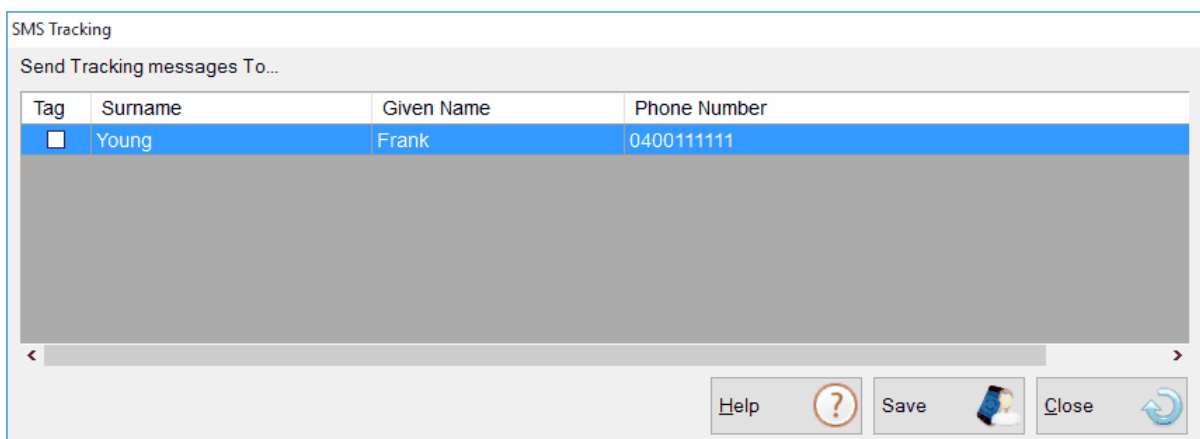 SMS Tracking
Send Tracking messages To...
Tag Surname Given Name Phone Number
Young Frank 0400111111
Help ? Save Close